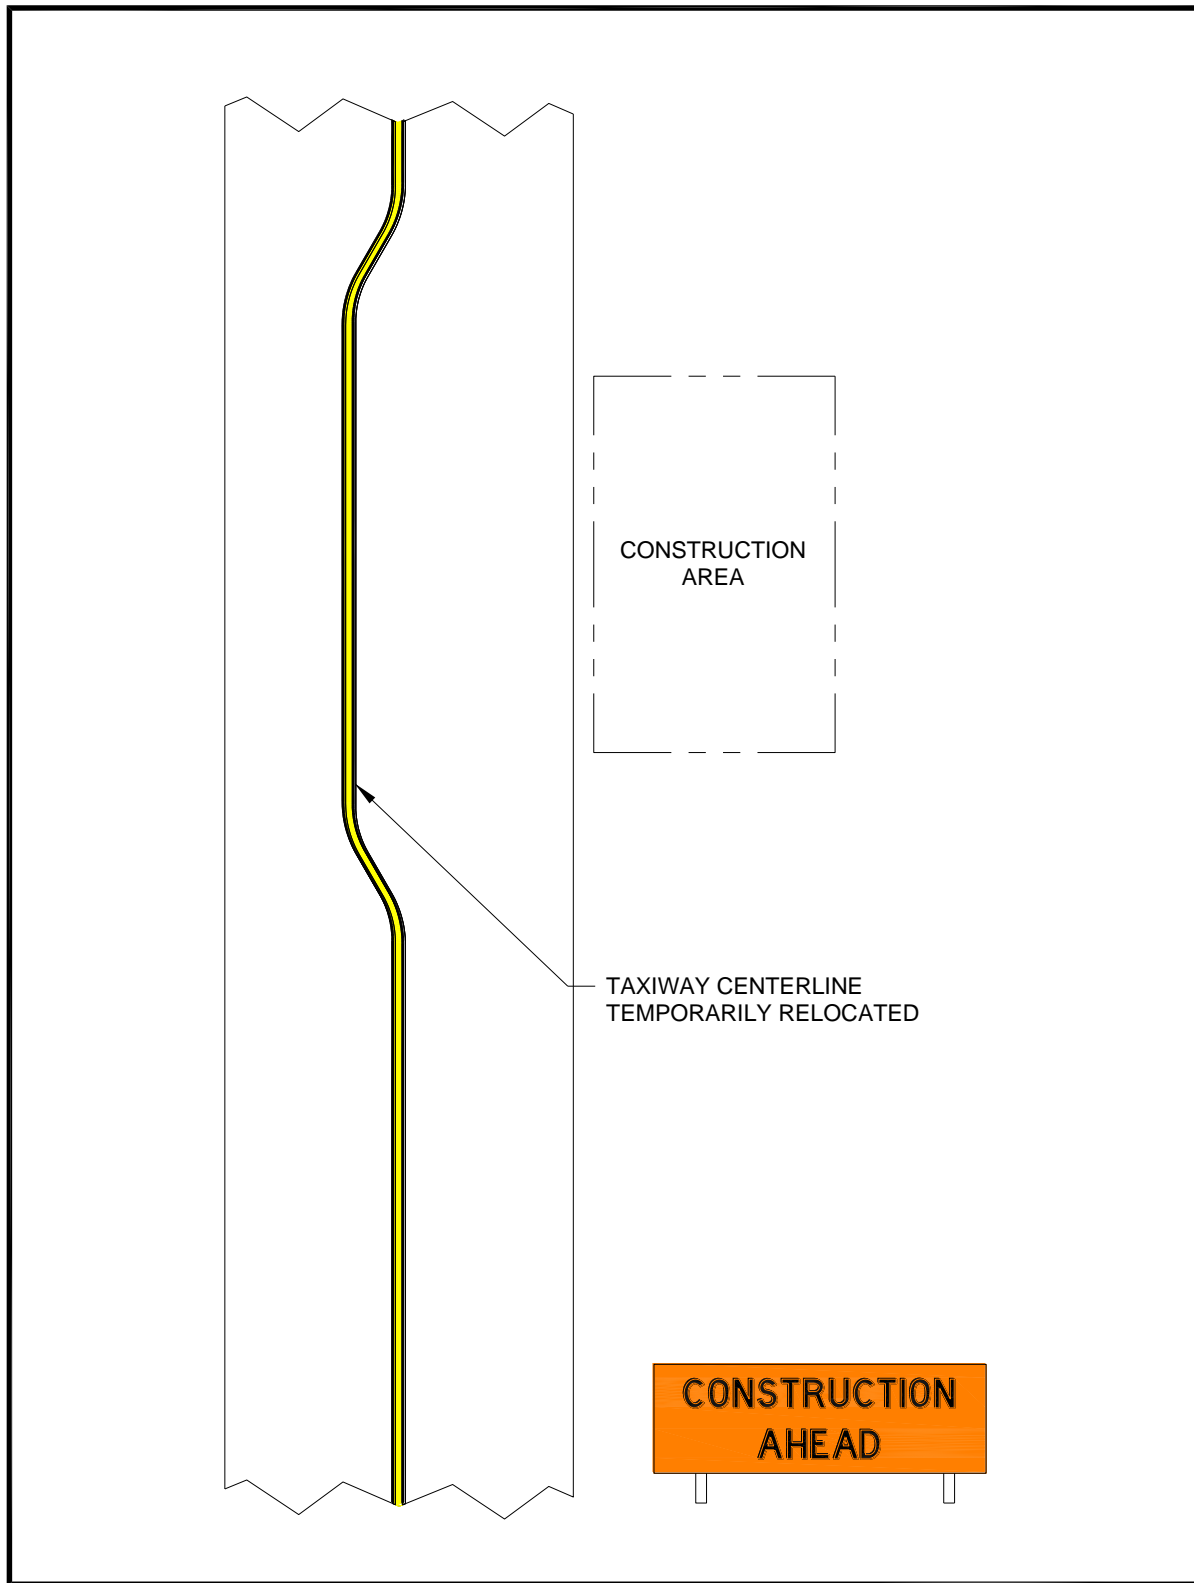 CONSTRUCTION
AREA
TAXIWAY CENTERLINE
TEMPORARILY RELOCATED
CONSTRUCTION
AHEAD